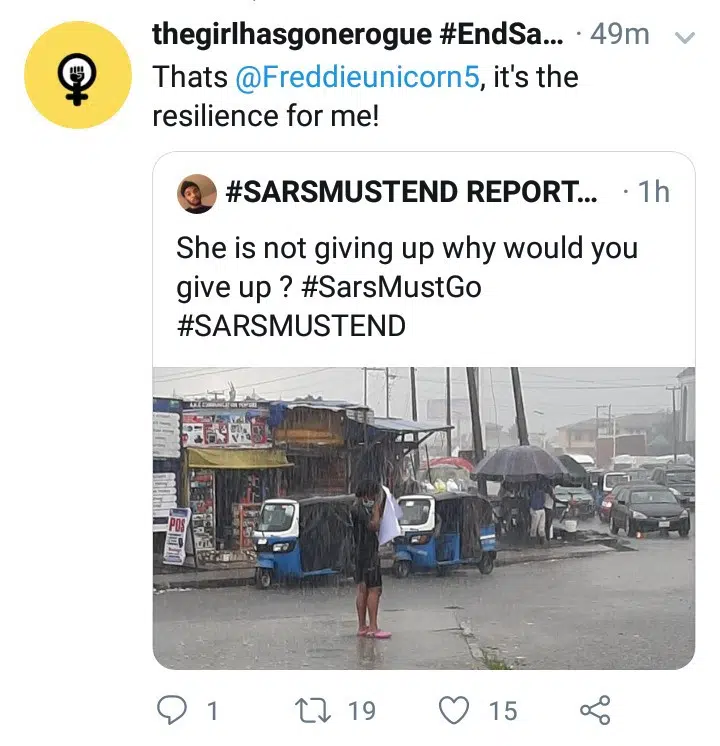 thegirlhasgonerogue #EndSa... · 49m
Thats @Freddieunicorn5, it's the
resilience for me!
#SARSMUSTEND REPORT... · 1h
She is not giving up why would you
give up ? #SarsMustGo
#SARSMUSTEND
POS
1 19 15